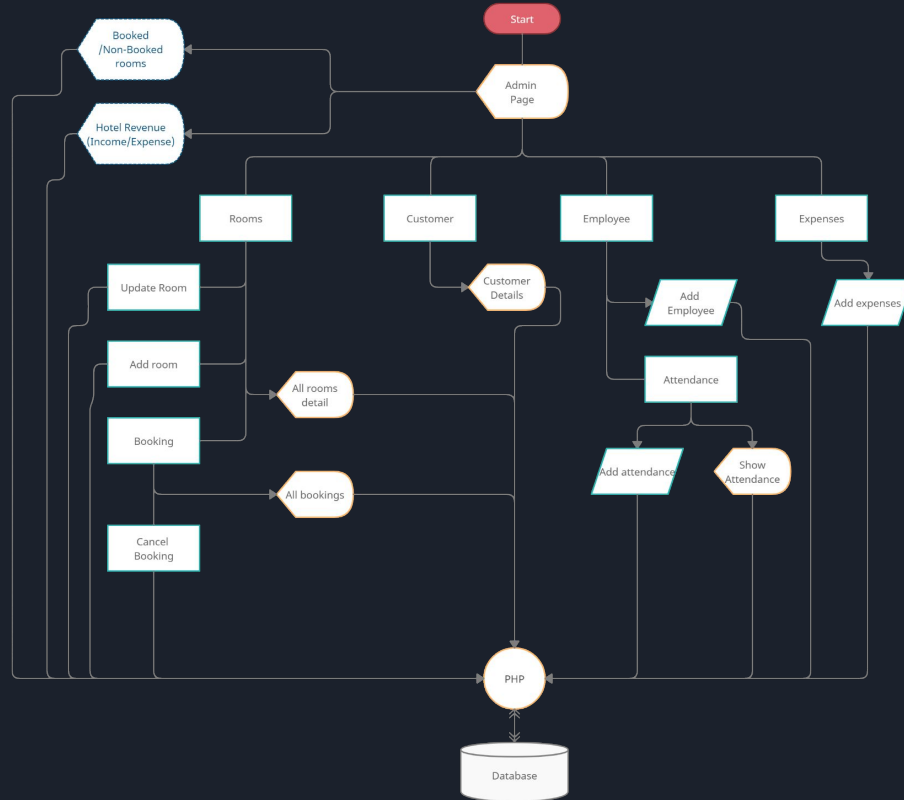 Start
Booked
/Non-Booked
rooms
Admin
Page
Hotel Revenue
(Income/Expense)
Rooms
Customer
Employee
Expenses
Update Room
Customer
Details
Add
Employee
Add expenses
Add room
All rooms
detail
Attendance
Booking
Add attendance
Show
Attendance
All bookings
Cancel
Booking
PHP
Database